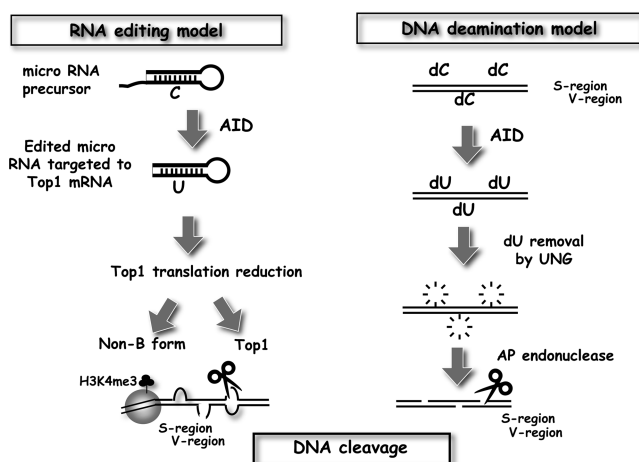 RNA editing model
micro RNA
precursor
C
AID
Edited micro
RNA targeted to
Top1 mRNA
U
Top1 translation reduction
Non-B form
Top1
H3K4me3
S-region
V-region
DNA deamination model
dC dC
dC
S-region
V-region
AID
dU dU
dU
dU removal
by UNG
AP endonuclease
S-region
V-region
DNA cleavage